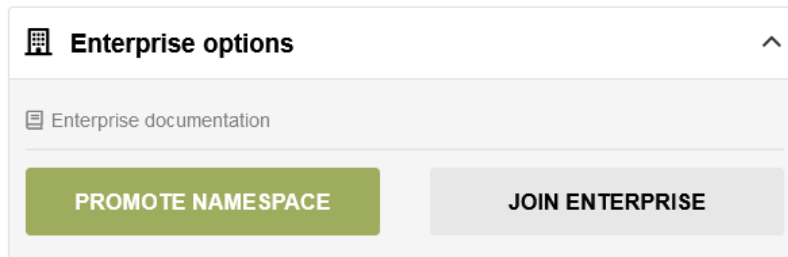 Enterprise options
Enterprise documentation
PROMOTE NAMESPACE
JOIN ENTERPRISE